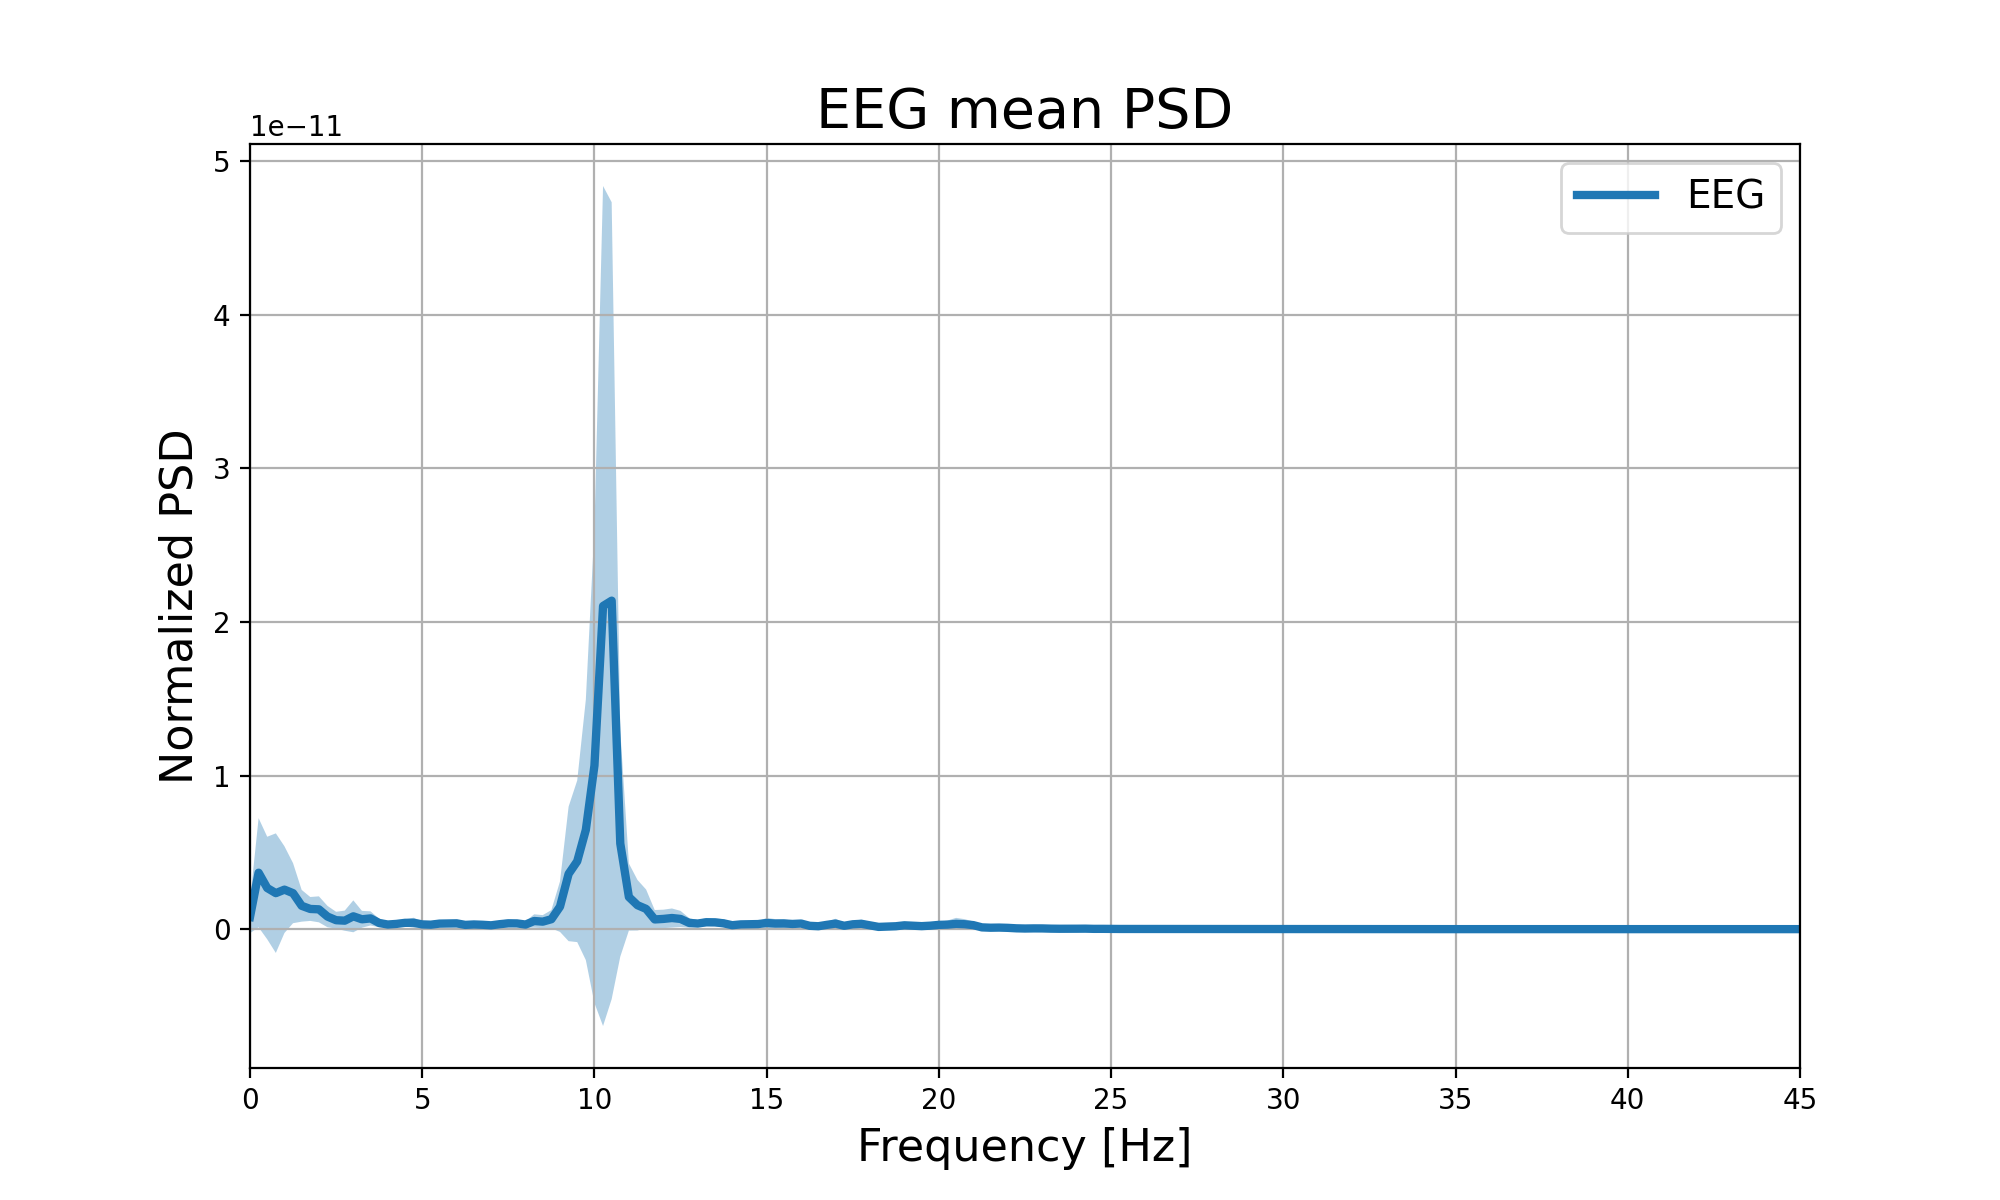 EEG mean PSD
1e−11
5
4
3
2
1
0
Normalized PSD
EEG
0 5 10 15 20 25 30 35 40 45
Frequency [Hz]